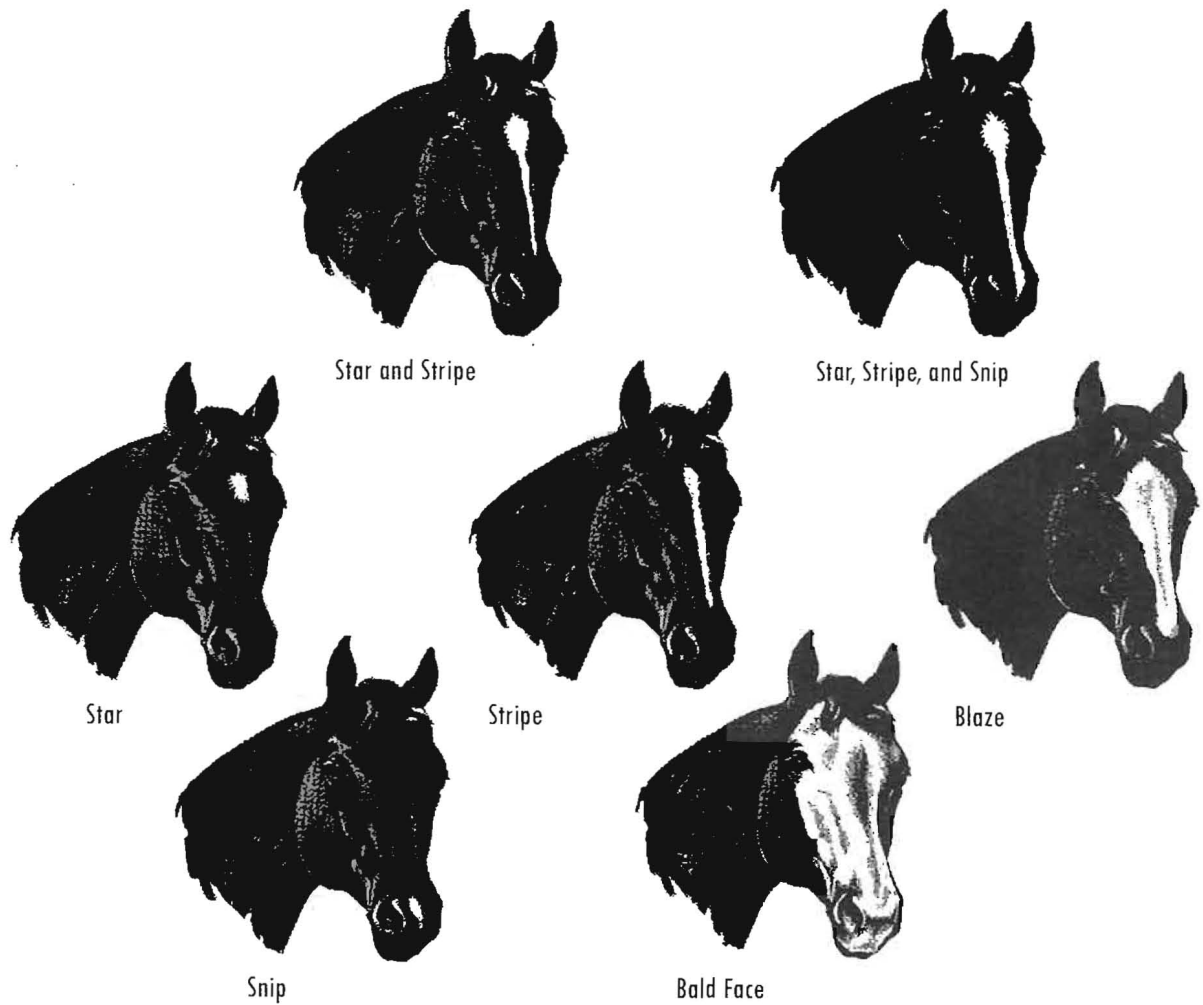 Star and Stripe
Star, Stripe, and Snip
Star
Stripe
Blaze
Snip
Bald Face